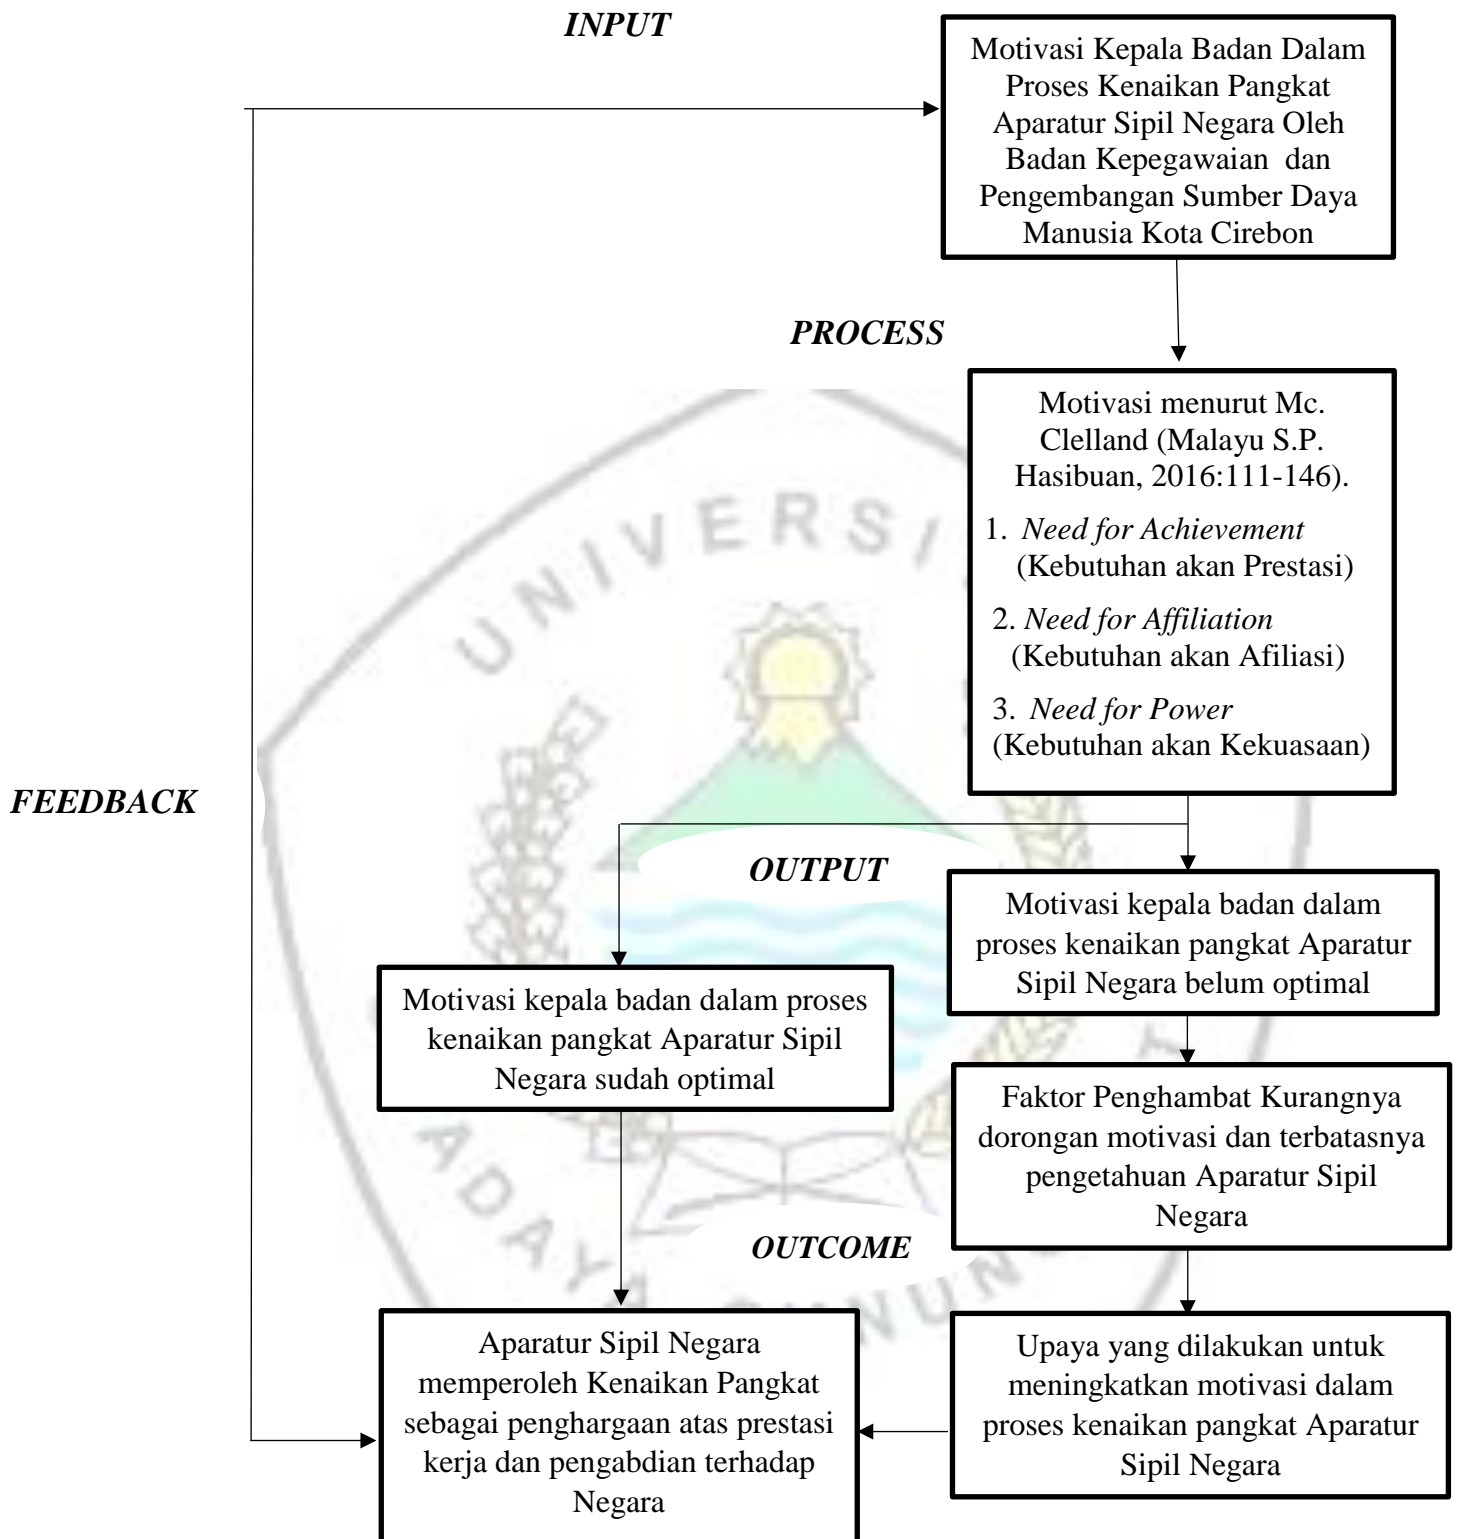 INPUT
Motivasi Kepala Badan Dalam
Proses Kenaikan Pangkat
Aparatur Sipil Negara Oleh
Badan Kepegawaian dan
Pengembangan Sumber Daya
Manusia Kota Cirebon
PROCESS
Motivasi menurut Mc.
Clelland (Malayu S.P.
Hasibuan, 2016:111-146).
1. Need for Achievement
(Kebutuhan akan Prestasi)
2. Need for Affiliation
(Kebutuhan akan Afiliasi)
3. Need for Power
(Kebutuhan akan Kekuasaan)
FEEDBACK
OUTPUT
Motivasi kepala badan dalam
proses kenaikan pangkat Aparatur
Sipil Negara belum optimal
Motivasi kepala badan dalam proses
kenaikan pangkat Aparatur Sipil
Negara sudah optimal
Faktor Penghambat Kurangnya
dorongan motivasi dan terbatasnya
pengetahuan Aparatur Sipil
Negara
OUTCOME
Aparatur Sipil Negara
memperoleh Kenaikan Pangkat
sebagai penghargaan atas prestasi
kerja dan pengabdian terhadap
Negara
Upaya yang dilakukan untuk
meningkatkan motivasi dalam
proses kenaikan pangkat Aparatur
Sipil Negara
UNIVERSI